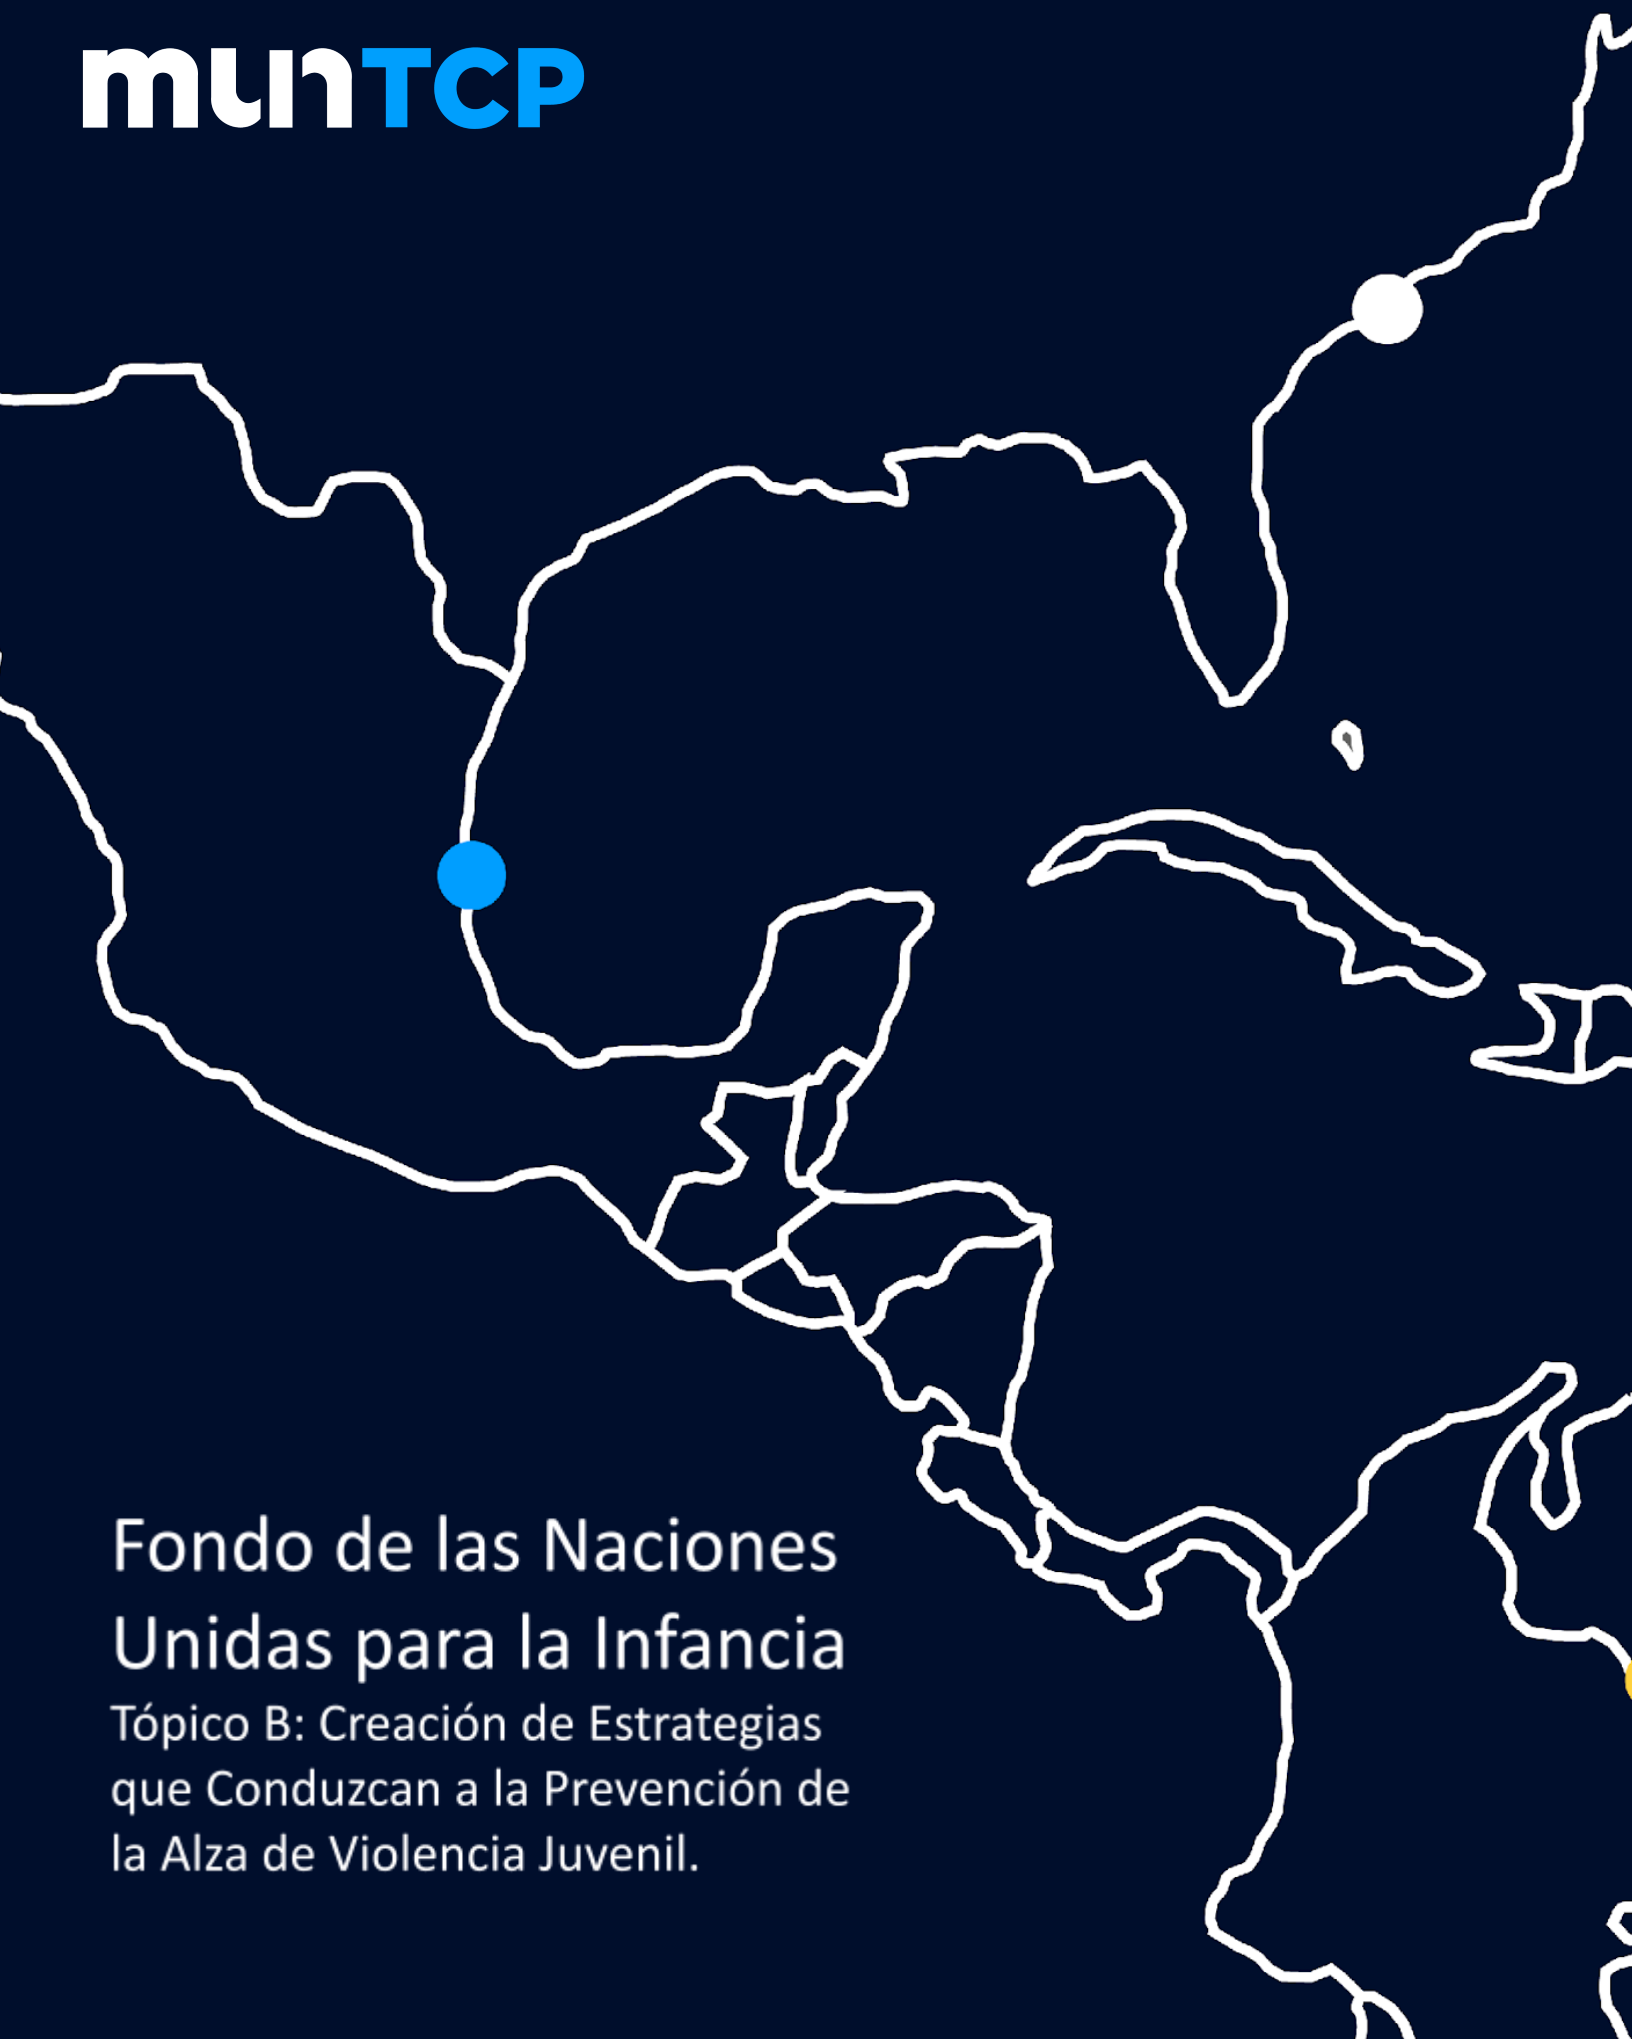 munTCP
Fondo de las Naciones
Unidas para la Infancia
Tópico B: Creación de Estrategias
que Conduzcan a la Prevención de
la Alza de Violencia Juvenil.